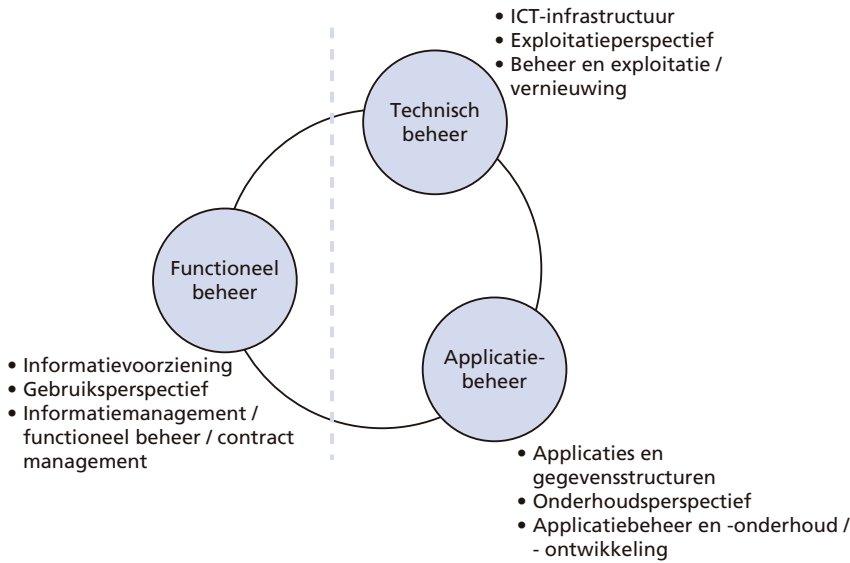 • ICT-infrastructuur
• Exploitatieperspectief
• Beheer en exploitatie /
vernieuwing
Technisch
beheer
Functioneel
beheer
• Informatievoorziening
• Gebruiksperspectief
• Informatiemanagement /
functioneel beheer / contract
management
Applicatie-
beheer
• Applicaties en
gegevensstructuren
• Onderhoudsperspectief
• Applicatiebeheer en -onderhoud /
- ontwikkeling